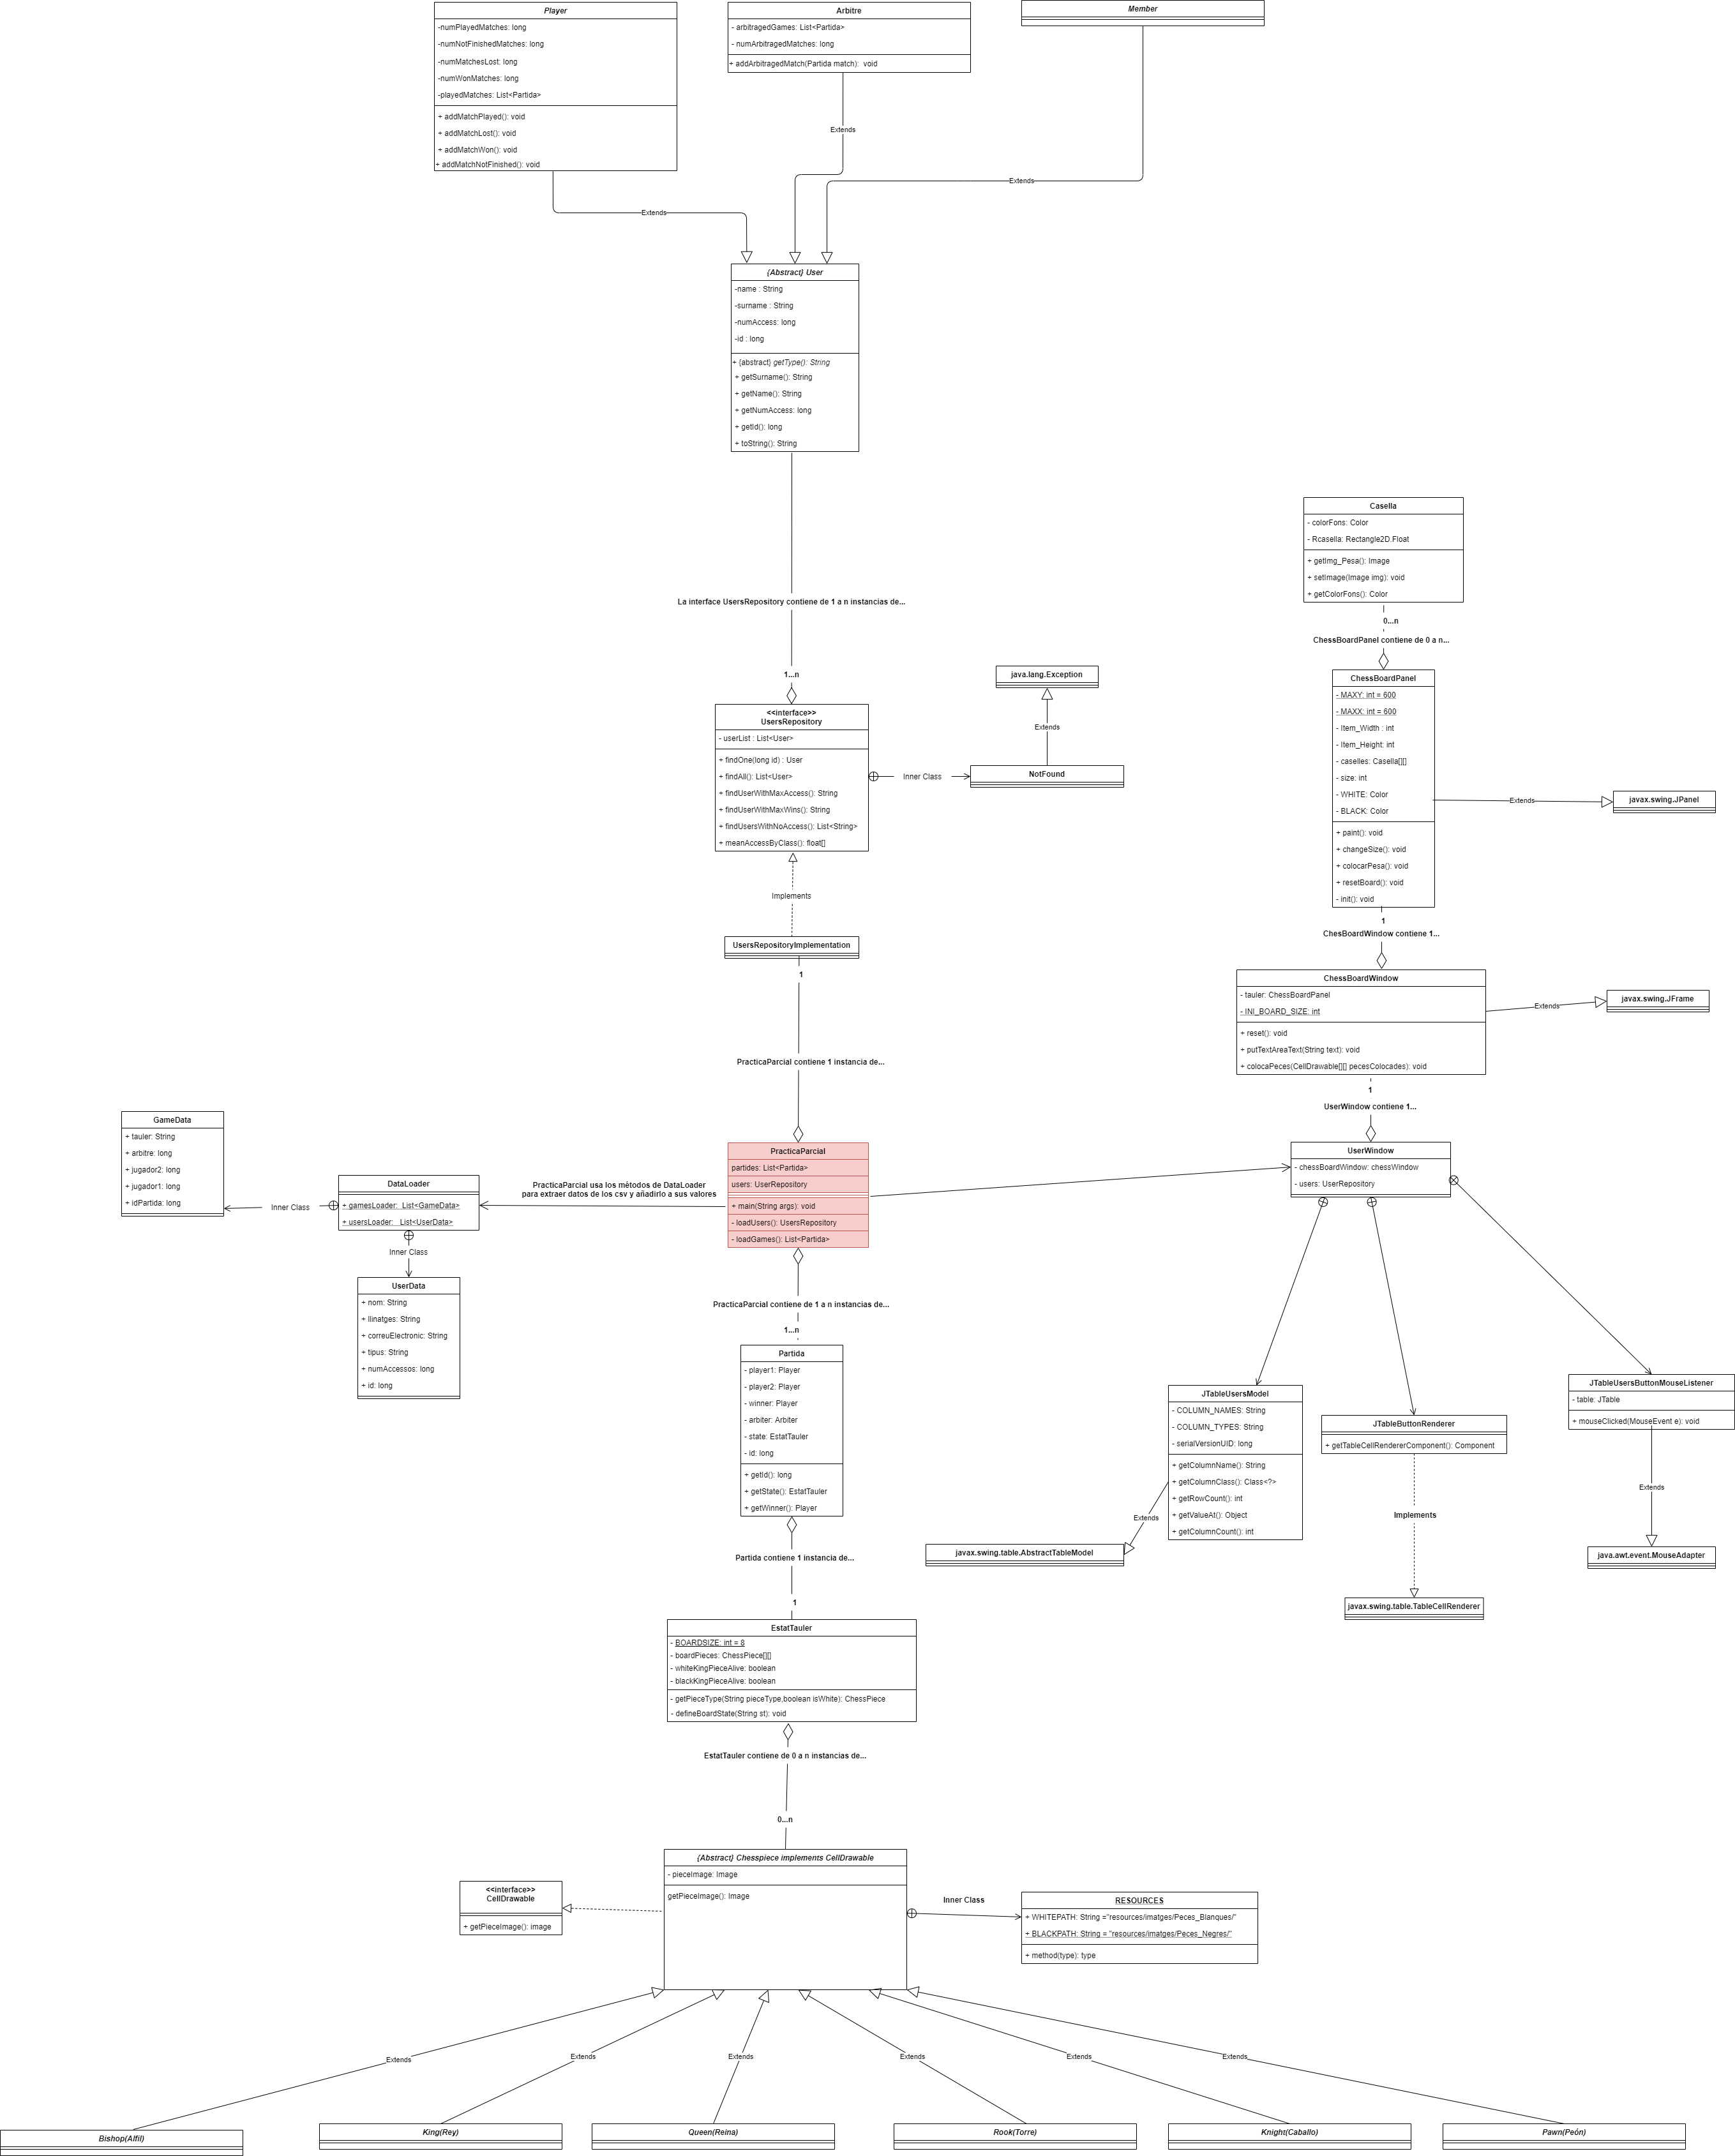 Player
-numPlayedMatches: long
-numNotFinishedMatches: long
-numMatchesLost: long
-numWonMatches: long
-playedMatches: List<Partida>
+ addMatchPlayed(): void
+ addMatchLost(): void
+ addMatchWon(): void
+ addMatchNotFinished(): void
Arbitre
- arbitragedGames: List<Partida>
- numArbitragedMatches: long
+ addArbitragedMatch(Partida match): void
Member
Extends
Extends
Extends
{Abstract} User
-name : String
-surname : String
-numAccess: long
-id : long
+ {abstract} getType(): String
+ getSurname(): String
+ getName(): String
+ getNumAccess: long
+ getId(): long
+ toString(): String
La interface UsersRepository contiene de 1 a n instancias de...
1...n
<<interface>>
UsersRepository
- userList : List<User>
+ findOne(long id) : User
+ findAll(): List<User>
+ findUserWithMaxAccess(): String
+ findUserWithMaxWins(): String
+ findUsersWithNoAccess(): List<String>
+ meanAccessByClass(): float[]
Inner Class
java.lang.Exception
Extends
NotFound
Implements
UsersRepositoryImplementation
1
PracticaParcial contiene 1 instancia de...
Casella
- colorFons: Color
- Rcasella: Rectangle2D.Float
+ getImg_Pesa(): Image
+ setImage(Image img): void
+ getColorFons(): Color
0...n
ChessBoardPanel contiene de 0 a n...
ChessBoardPanel
- MAXY: int = 600
- MAXX: int = 600
- Item_Width : int
- Item_Height: int
- caselles: Casella[][]
- size: int
- WHITE: Color
- BLACK: Color
+ paint(): void
+ changeSize(): void
+ colocarPesa(): void
+ resetBoard(): void
- init(): void
Extends
javax.swing.JPanel
1
ChesBoardWindow contiene 1...
ChessBoardWindow
- tauler: ChessBoardPanel
- INI_BOARD_SIZE: int
+ reset(): void
+ putTextAreaText(String text): void
+ colocaPeces(CellDrawable[][] pecesColocades): void
Extends
javax.swing.JFrame
1
UserWindow contiene 1...
UserWindow
- chessBoardWindow: chessWindow
- users: UserRepository
GameData
+ tauler: String
+ arbitre: long
+ jugador2: long
+ jugador1: long
+ idPartida: long
Inner Class
DataLoader
+ gamesLoader: List<GameData>
+ usersLoader: List<UserData>
Inner Class
UserData
+ nom: String
+ llinatges: String
+ correuElectronic: String
+ tipus: String
+ numAccessos: long
+ id: long
PracticaParcial usa los métodos de DataLoader
para extraer datos de los csv y añadirlo a sus valores
PracticaParcial
partides: List<Partida>
users: UserRepository
+ main(String args): void
- loadUsers(): UsersRepository
- loadGames(): List<Partida>
PracticaParcial contiene de 1 a n instancias de...
1...n
Partida
- player1: Player
- player2: Player
- winner: Player
- arbiter: Arbiter
- state: EstatTauler
- id: long
+ getId(): long
+ getState(): EstatTauler
+ getWinner(): Player
Partida contiene 1 instancia de...
1
JTableUsersModel
- COLUMN_NAMES: String
- COLUMN_TYPES: String
- serialVersionUID: long
+ getColumnName(): String
+ getColumnClass(): Class<?>
+ getRowCount(): int
+ getValueAt(): Object
+ getColumnCount(): int
Extends
javax.swing.table.AbstractTableModel
JTableButtonRenderer
+ getTableCellRendererComponent(): Component
Implements
javax.swing.table.TableCellRenderer
JTableUsersButtonMouseListener
- table: JTable
+ mouseClicked(MouseEvent e): void
Extends
java.awt.event.MouseAdapter
EstatTauler
- BOARDSIZE: int = 8
- boardPieces: ChessPiece[][]
- whiteKingPieceAlive: boolean
- blackKingPieceAlive: boolean
- getPieceType(String pieceType,boolean isWhite): ChessPiece
- defineBoardState(String st): void
EstatTauler contiene de 0 a n instancias de...
0...n
{Abstract} Chesspiece implements CellDrawable
- pieceImage: Image
getPieceImage(): Image
<<interface>>
CellDrawable
+ getPieceImage(): image
Inner Class
RESOURCES
+ WHITEPATH: String ="resources/imatges/Peces_Blanques/"
+ BLACKPATH: String = "resources/imatges/Peces_Negres/"
+ method(type): type
Extends
Extends
Extends
Extends
Extends
Extends
Bishop(Alfil)
King(Rey)
Queen(Reina)
Rook(Torre)
Knight(Caballo)
Pawn(Peón)